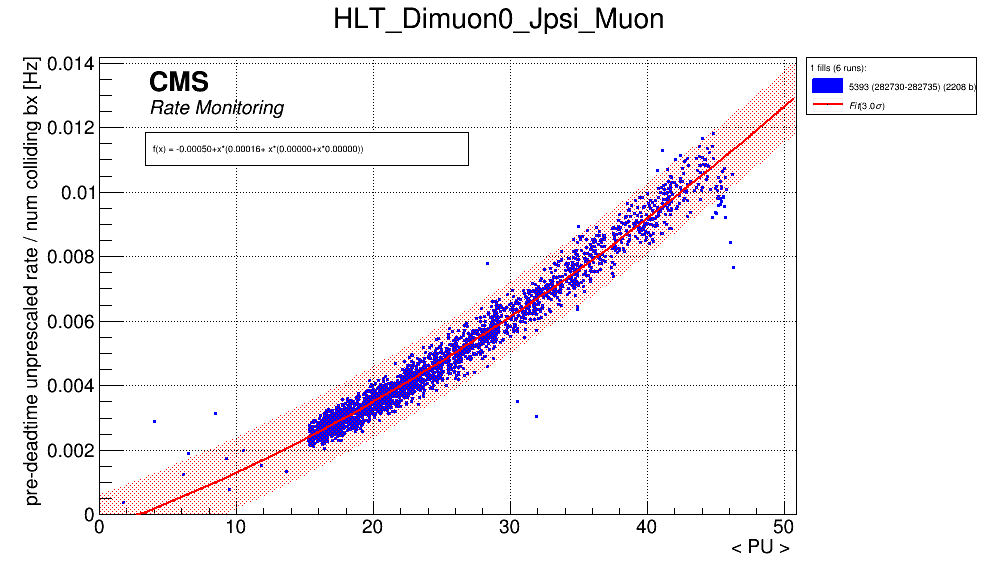 HLT_Dimuon0_Jpsi_Muon
pre-deadtime unprescaled rate / num colliding bx [Hz]
0.014
0.012
0.01
0.008
0.006
0.004
0.002
0
CMS
Rate Monitoring
f(x) = -0.00050+x*(0.00016+ x*(0.00000+x*0.00000))
1 fills (6 runs):
5393 (282730-282735) (2208 b)
Fit(3.0σ)
0 10 20 30 40 50
< PU >